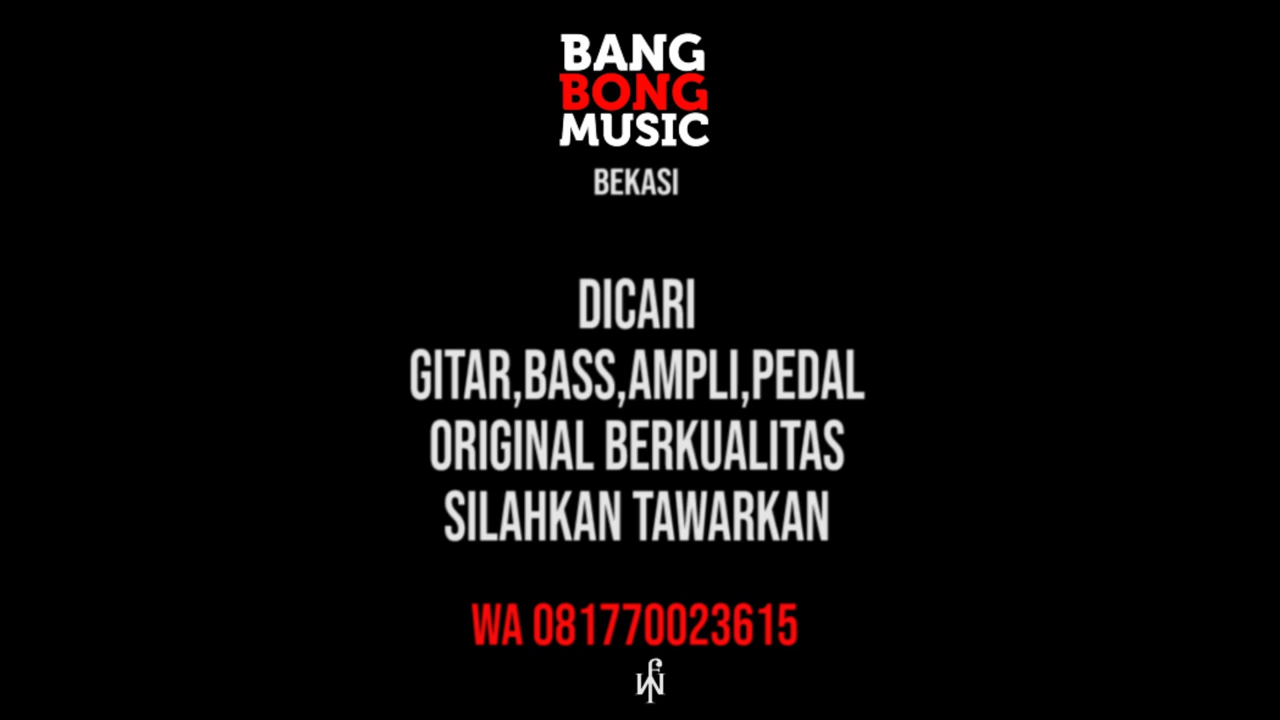 BANG
BONG
MUSIC
BEKASI
DICARI
GITAR,BASS,AMPLI,PEDAL
ORIGINAL BERKUALITAS
SILAHKAN TAWARKAN
WA 081770023615